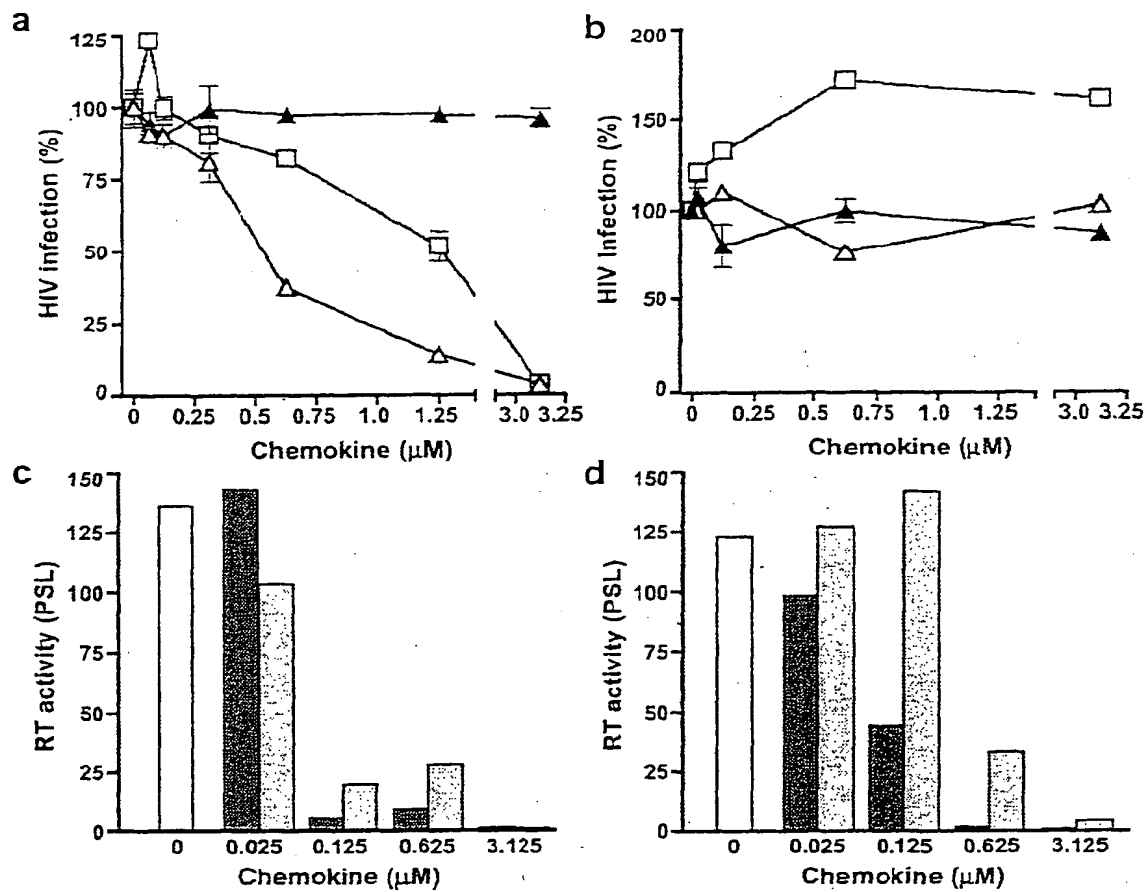 a
HIV infection (%)
125
100
75
50
25
0
0 0.25 0.5 0.75 1.0 1.25 3.0 3.25
Chemokine (μM)
b
HIV Infection (%)
200
150
100
50
0
0 0.25 0.5 0.75 1.0 1.25 3.0 3.25
Chemokine (μM)
c
RT activity (PSL)
150
125
100
75
50
25
0
0 0.025 0.125 0.625 3.125
Chemokine (μM)
d
RT activity (PSL)
150
125
100
75
50
25
0
0 0.025 0.125 0.625 3.125
Chemokine (μM)